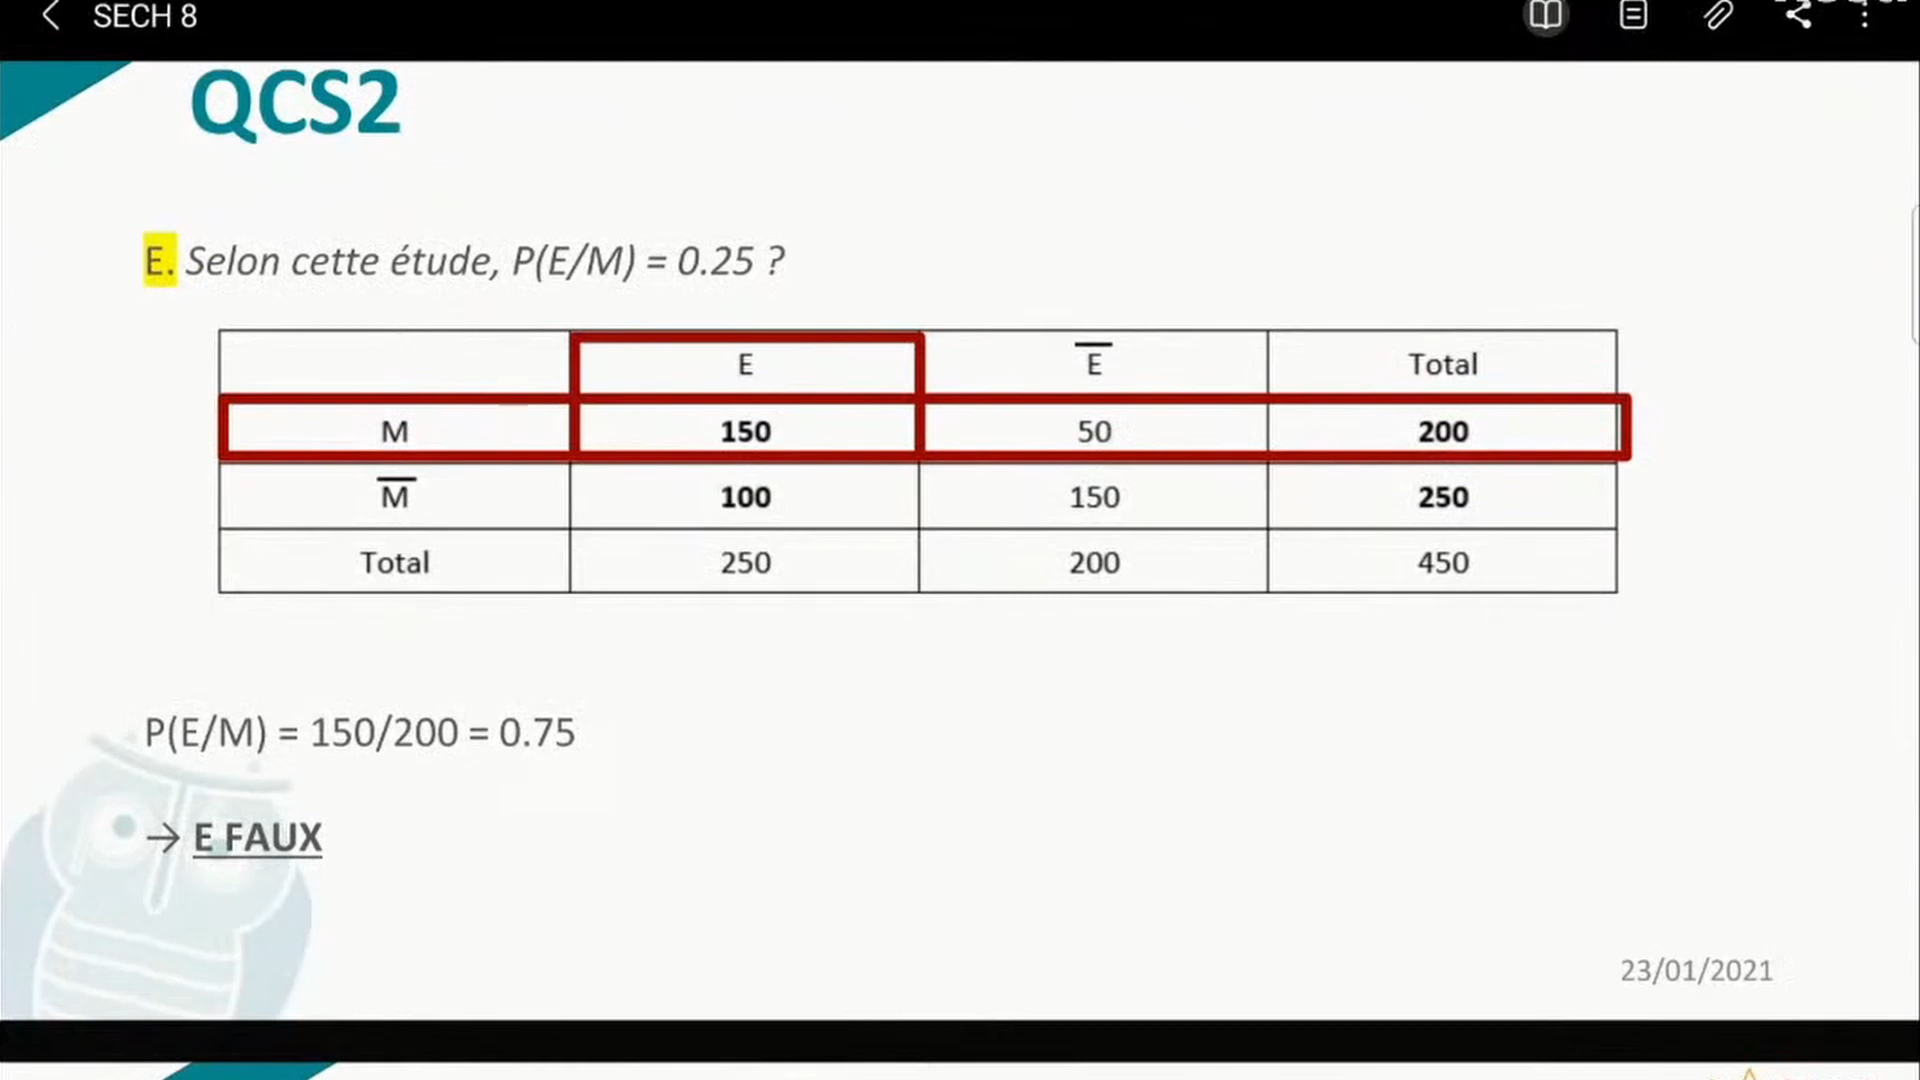 SECH 8
QCS2
E. Selon cette étude, P(E/M) = 0.25 ?
E E̅ Total
M 150 50 200
M̅ 100 150 250
Total 250 200 450
P(E/M) = 150/200 = 0.75
→ E FAUX
23/01/2021